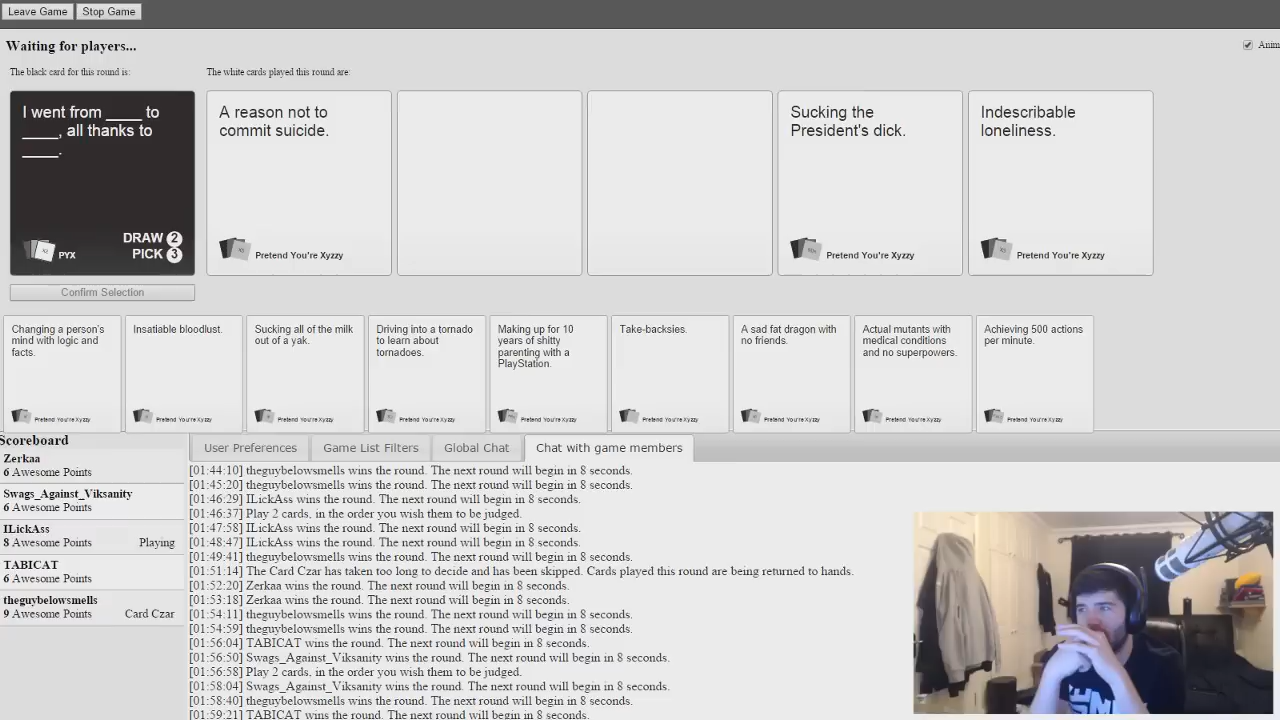 Leave Game Stop Game
Waiting for players...
Anim
The black card for this round is:
The white cards played this round are:
I went from ____ to
____, all thanks to
____.
DRAW 2
PICK 3
PYX
A reason not to
commit suicide.
Pretend You're Xyzzy
Sucking the
President's dick.
Pretend You're Xyzzy
Indescribable
loneliness.
Pretend You're Xyzzy
Confirm Selection
Changing a person's
mind with logic and
facts.
Pretend You're Xyzzy
Insatiable bloodlust.
Pretend You're Xyzzy
Sucking all of the milk
out of a yak.
Pretend You're Xyzzy
Driving into a tornado
to learn about
tornadoes.
Pretend You're Xyzzy
Making up for 10
years of shitty
parenting with a
PlayStation.
Pretend You're Xyzzy
Take-backsies.
Pretend You're Xyzzy
A sad fat dragon with
no friends.
Pretend You're Xyzzy
Actual mutants with
medical conditions
and no superpowers.
Pretend You're Xyzzy
Achieving 500 actions
per minute.
Pretend You're Xyzzy
Scoreboard
Zerkaa
6 Awesome Points
Swags_Against_Viksanity
6 Awesome Points
ILickAss
8 Awesome Points Playing
TABICAT
6 Awesome Points
theguybelowsmells
9 Awesome Points Card Czar
User Preferences Game List Filters Global Chat Chat with game members
[01:44:10] theguybelowsmells wins the round. The next round will begin in 8 seconds.
[01:45:20] theguybelowsmells wins the round. The next round will begin in 8 seconds.
[01:46:29] ILickAss wins the round. The next round will begin in 8 seconds.
[01:46:37] Play 2 cards, in the order you wish them to be judged.
[01:47:58] ILickAss wins the round. The next round will begin in 8 seconds.
[01:48:47] ILickAss wins the round. The next round will begin in 8 seconds.
[01:49:41] theguybelowsmells wins the round. The next round will begin in 8 seconds.
[01:51:14] The Card Czar has taken too long to decide and has been skipped. Cards played this round are being returned to hands.
[01:52:20] Zerkaa wins the round. The next round will begin in 8 seconds.
[01:53:18] Zerkaa wins the round. The next round will begin in 8 seconds.
[01:54:11] theguybelowsmells wins the round. The next round will begin in 8 seconds.
[01:54:59] theguybelowsmells wins the round. The next round will begin in 8 seconds.
[01:56:04] TABICAT wins the round. The next round will begin in 8 seconds.
[01:56:50] Swags_Against_Viksanity wins the round. The next round will begin in 8 seconds.
[01:56:58] Play 2 cards, in the order you wish them to be judged.
[01:58:04] Swags_Against_Viksanity wins the round. The next round will begin in 8 seconds.
[01:58:40] theguybelowsmells wins the round. The next round will begin in 8 seconds.
[01:59:21] TABICAT wins the round. The next round will begin in 8 seconds.